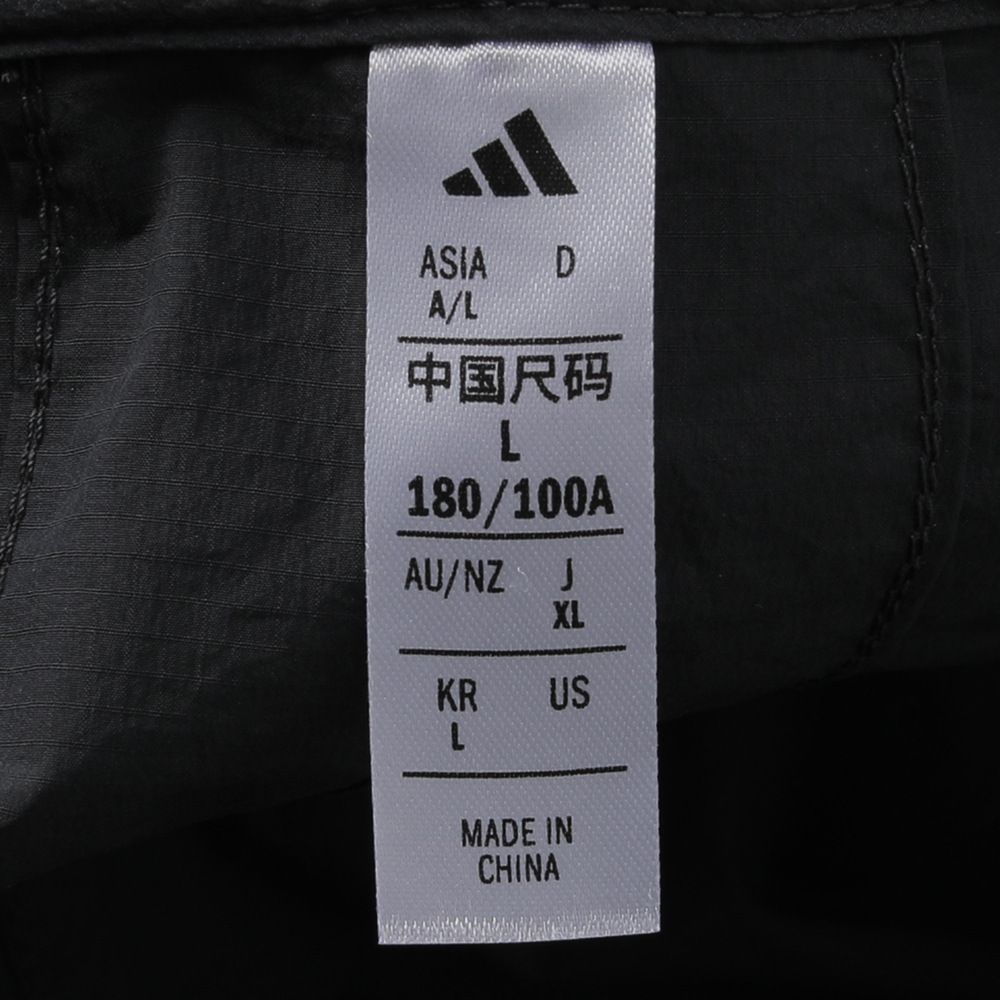 ASIA D
A/L
中国尺码
L
180/100A
AU/NZ J
XL
KR US
L
MADE IN
CHINA